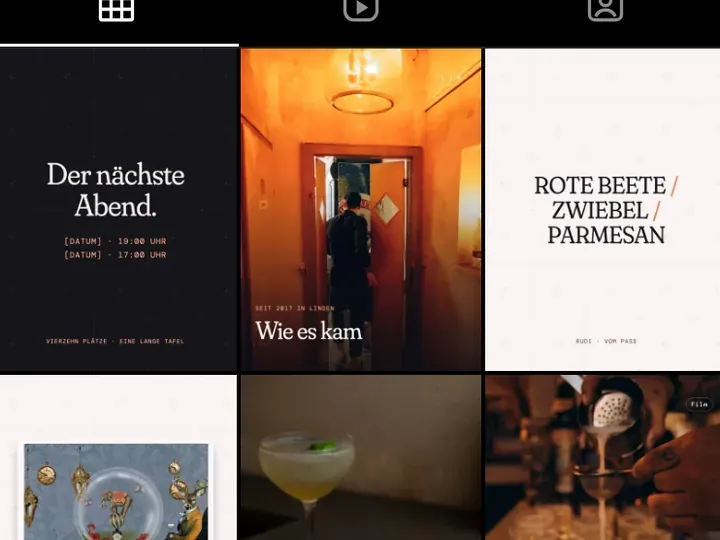 Der nächste
Abend.
[DATUM] · 19:00 UHR
[DATUM] · 17:00 UHR
VIERZEHN PLÄTZE · EINE LANGE TAFEL
SEIT 2017 IN LINDEN
Wie es kam
ROTE BEETE /
ZWIEBEL /
PARMESAN
RUDI · VOM PASS
Film